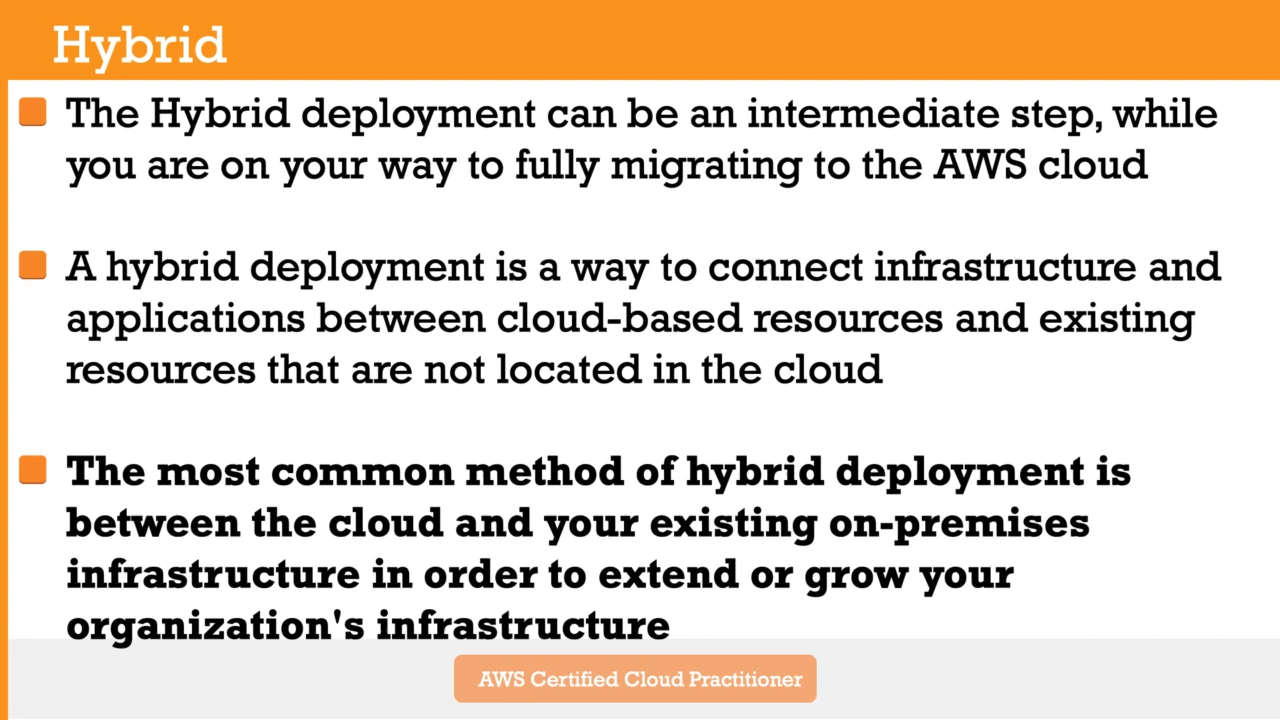 Hybrid
The Hybrid deployment can be an intermediate step, while
you are on your way to fully migrating to the AWS cloud
A hybrid deployment is a way to connect infrastructure and
applications between cloud-based resources and existing
resources that are not located in the cloud
The most common method of hybrid deployment is
between the cloud and your existing on-premises
infrastructure in order to extend or grow your
organization's infrastructure
AWS Certified Cloud Practitioner